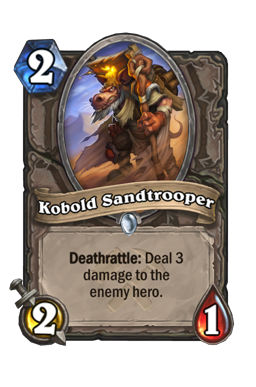 2
Kobold Sandtrooper
Deathrattle: Deal 3
damage to the
enemy hero.
2
1